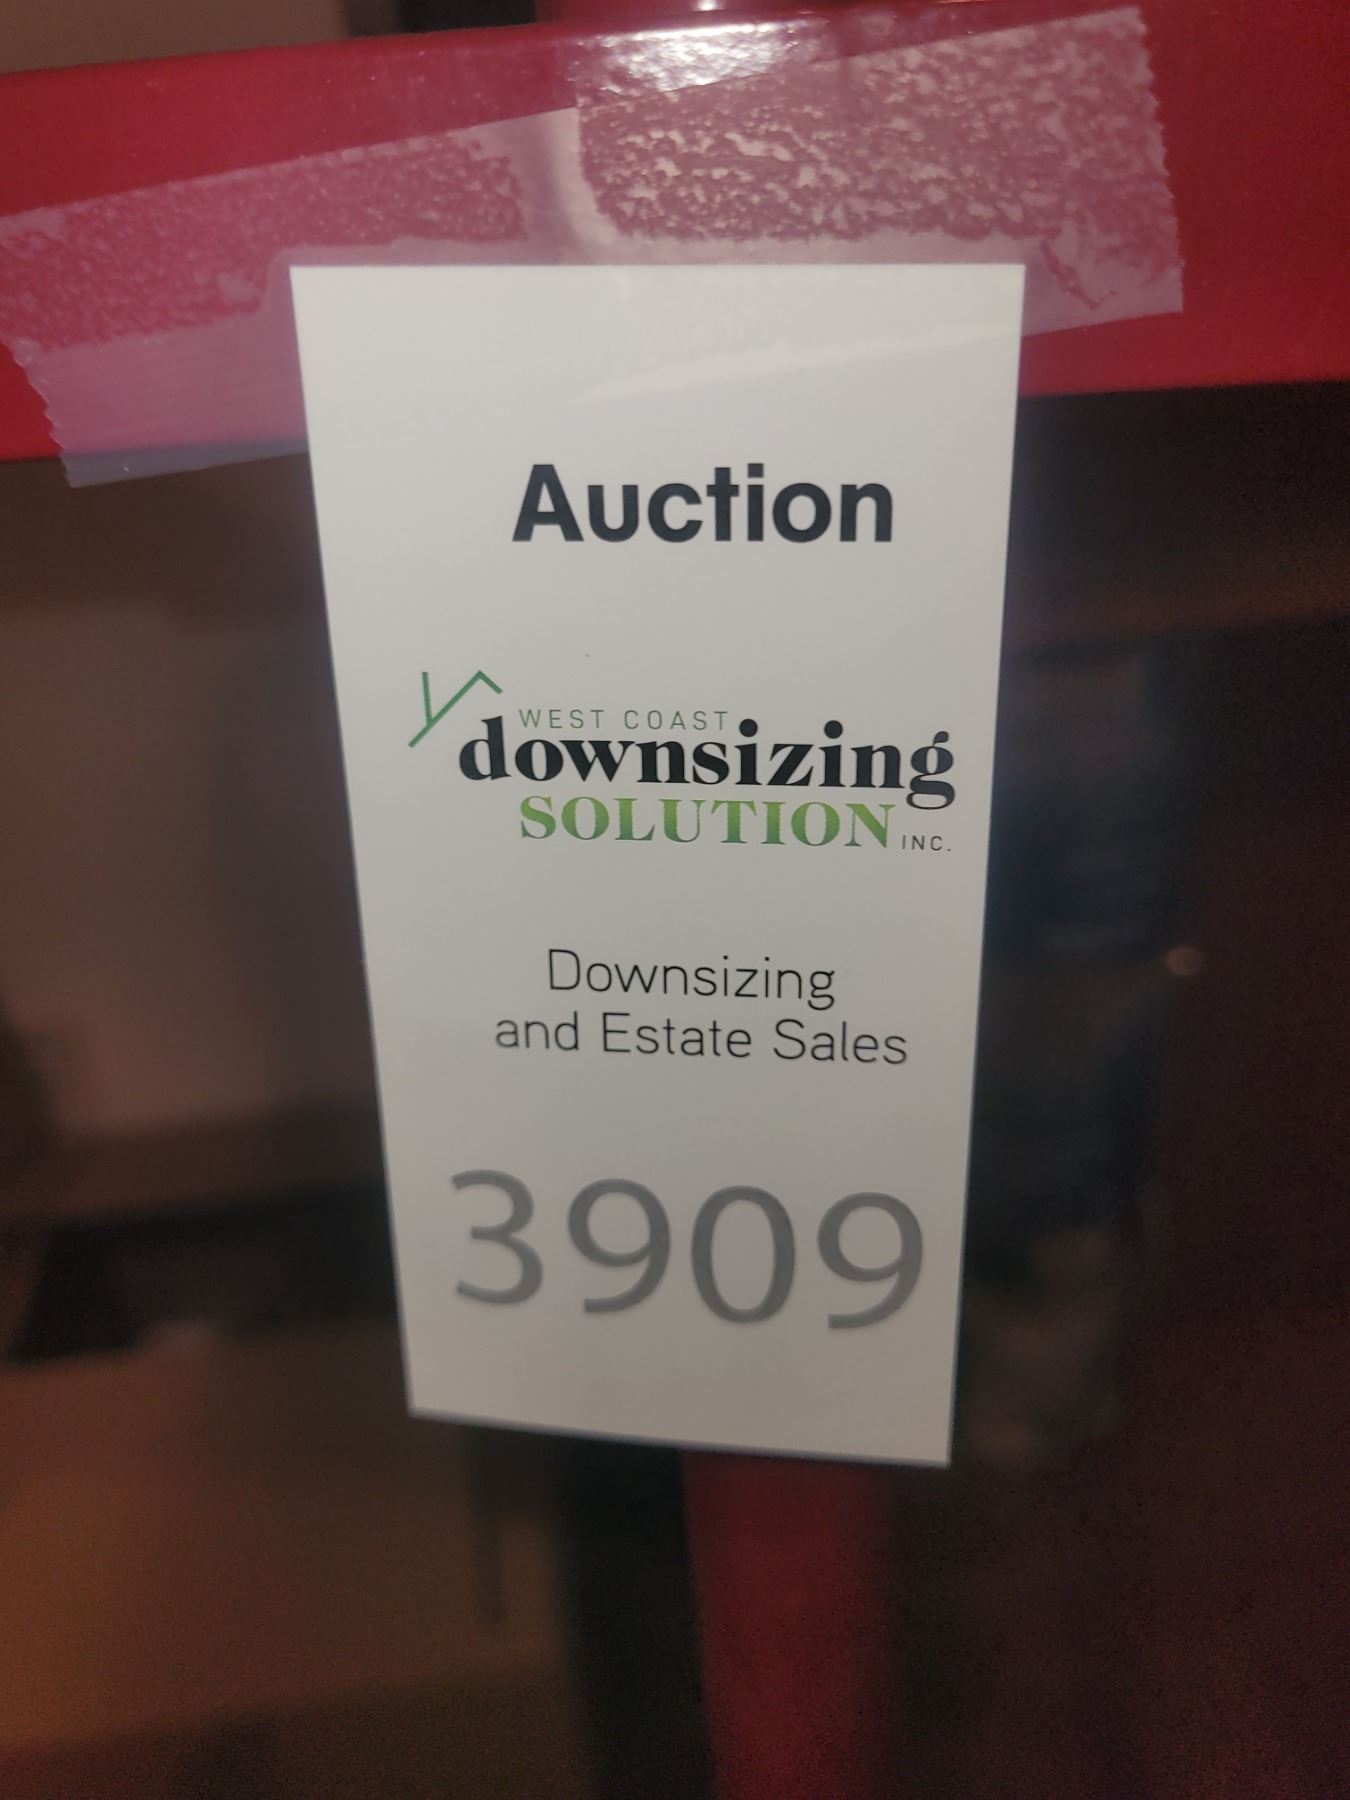 Auction
WEST COAST
downsizing
SOLUTION INC.
Downsizing
and Estate Sales
3909